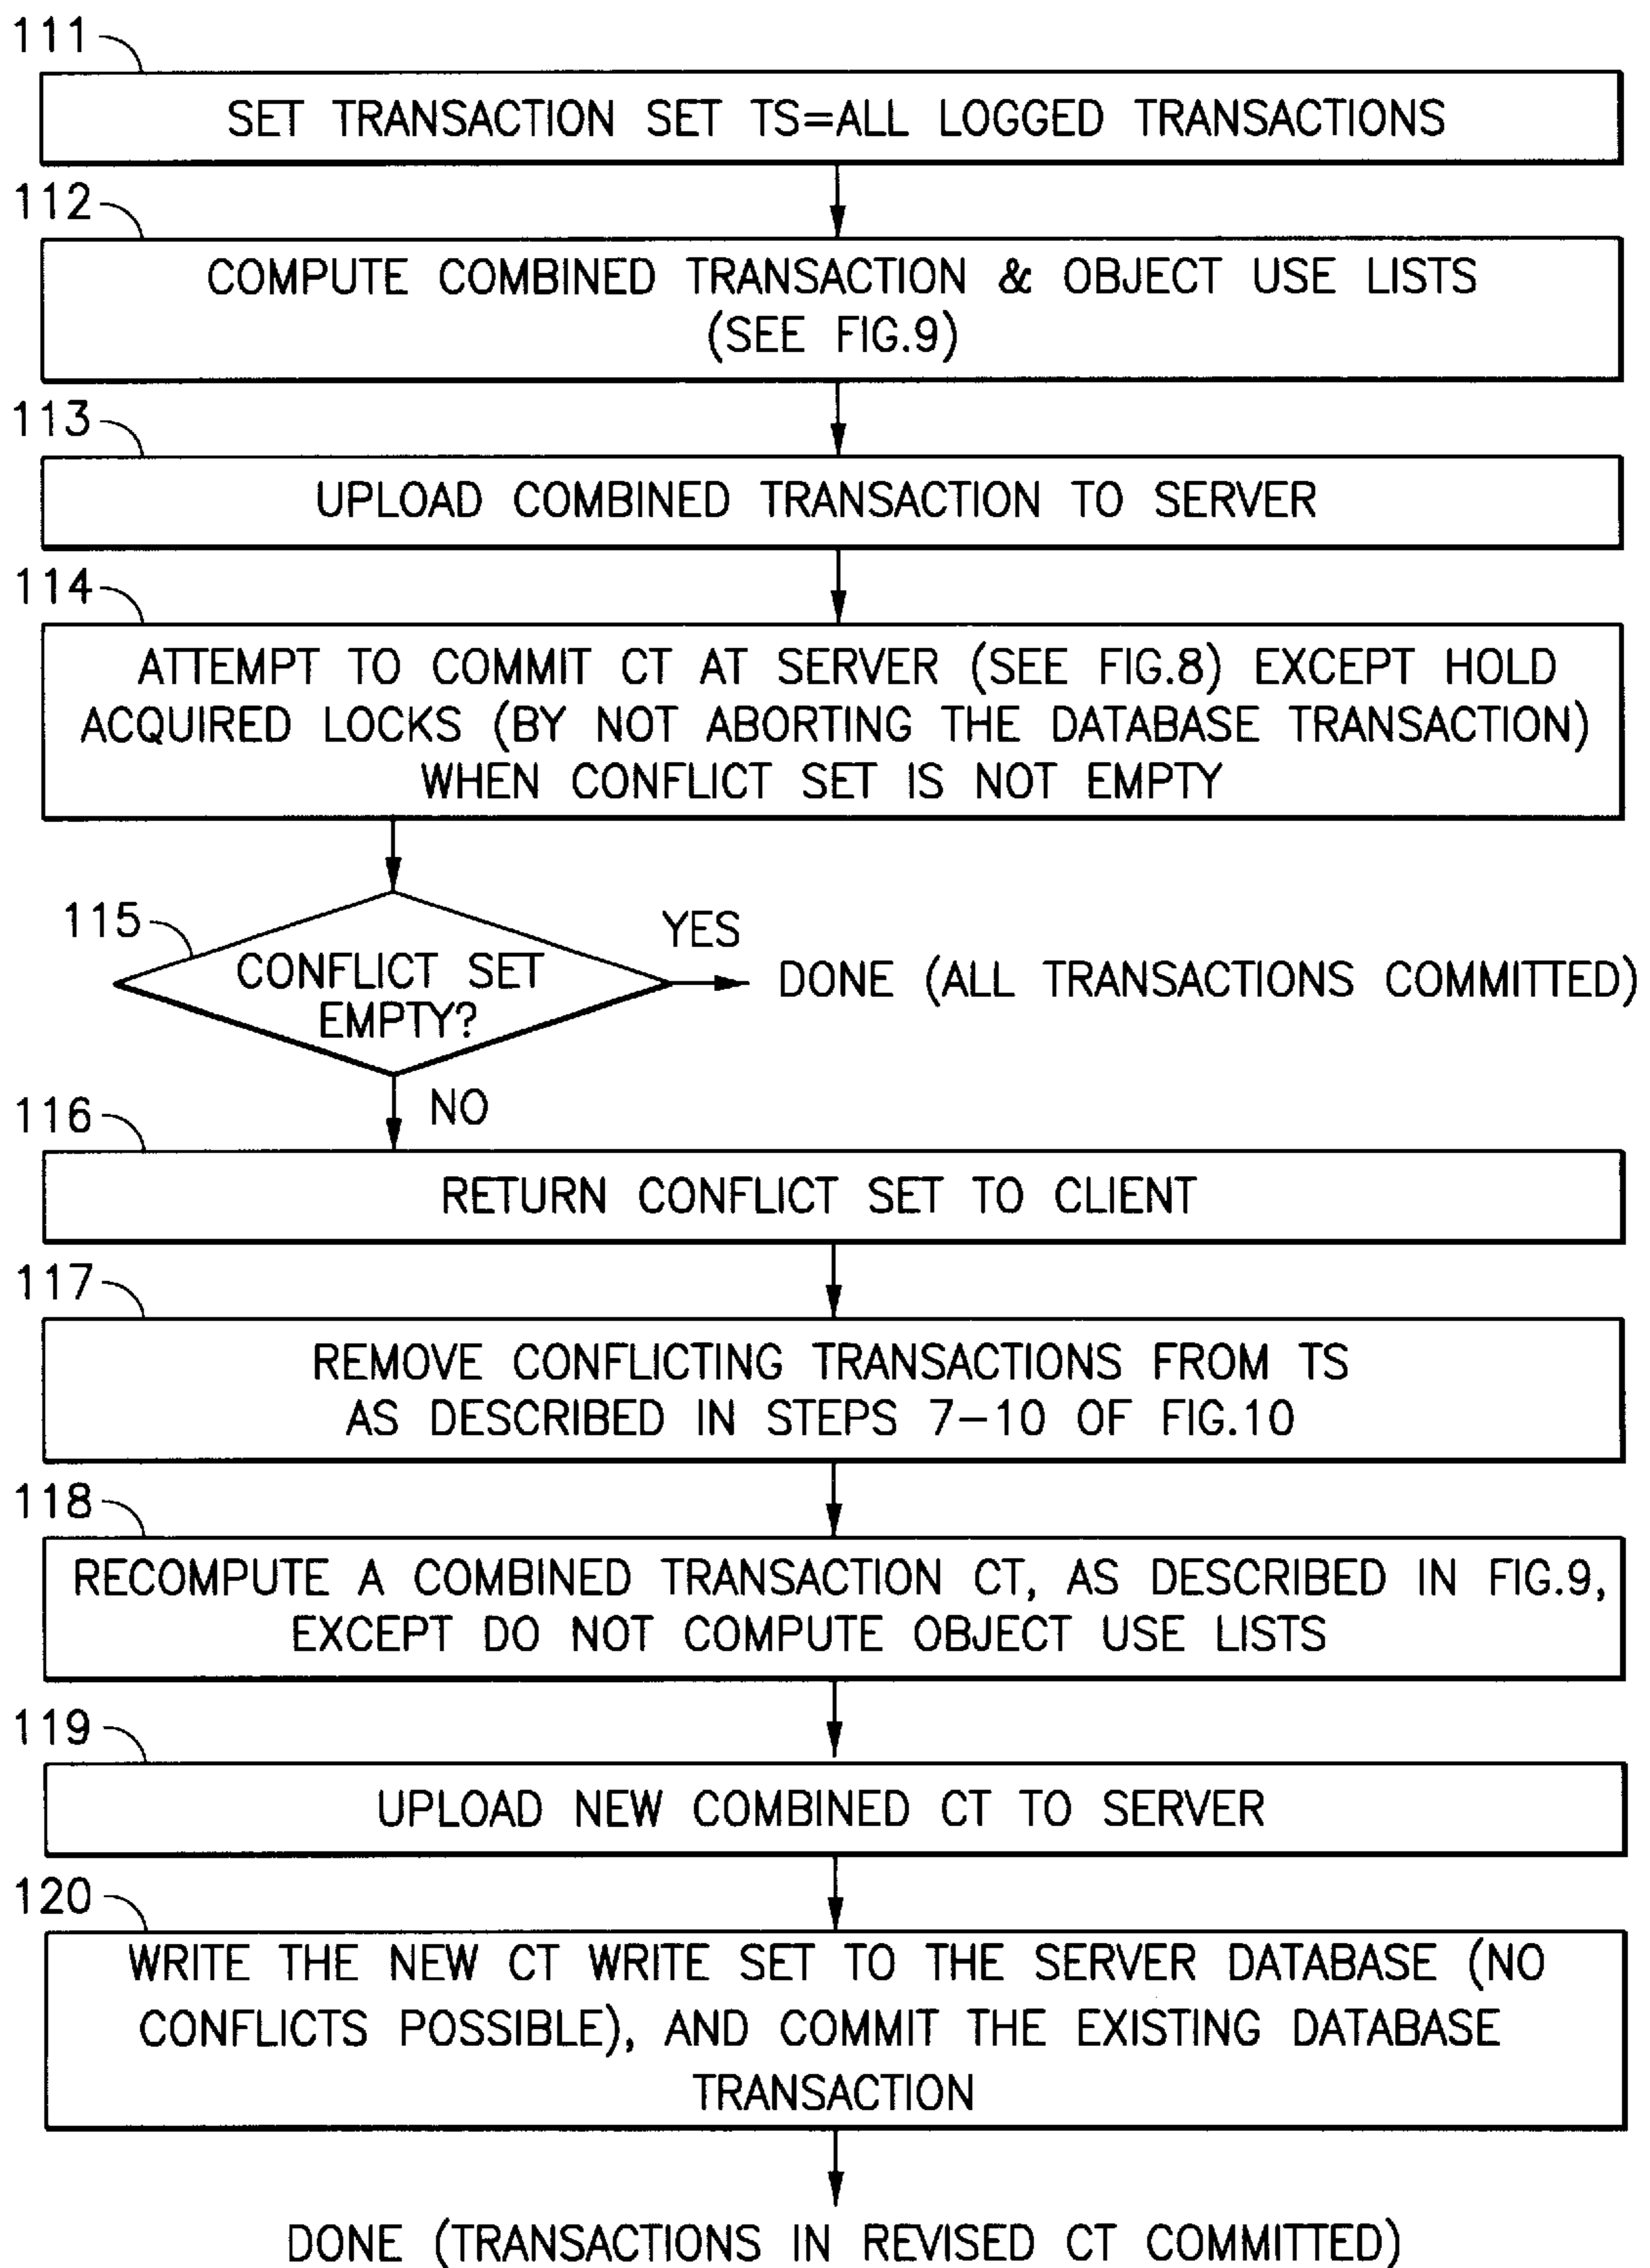 111
SET TRANSACTION SET TS=ALL LOGGED TRANSACTIONS
112
COMPUTE COMBINED TRANSACTION & OBJECT USE LISTS
(SEE FIG.9)
113
UPLOAD COMBINED TRANSACTION TO SERVER
114
ATTEMPT TO COMMIT CT AT SERVER (SEE FIG.8) EXCEPT HOLD
ACQUIRED LOCKS (BY NOT ABORTING THE DATABASE TRANSACTION)
WHEN CONFLICT SET IS NOT EMPTY
115
CONFLICT SET
EMPTY?
YES
DONE (ALL TRANSACTIONS COMMITTED)
NO
116
RETURN CONFLICT SET TO CLIENT
117
REMOVE CONFLICTING TRANSACTIONS FROM TS
AS DESCRIBED IN STEPS 7-10 OF FIG.10
118
RECOMPUTE A COMBINED TRANSACTION CT, AS DESCRIBED IN FIG.9,
EXCEPT DO NOT COMPUTE OBJECT USE LISTS
119
UPLOAD NEW COMBINED CT TO SERVER
120
WRITE THE NEW CT WRITE SET TO THE SERVER DATABASE (NO
CONFLICTS POSSIBLE), AND COMMIT THE EXISTING DATABASE
TRANSACTION
DONE (TRANSACTIONS IN REVISED CT COMMITTED)